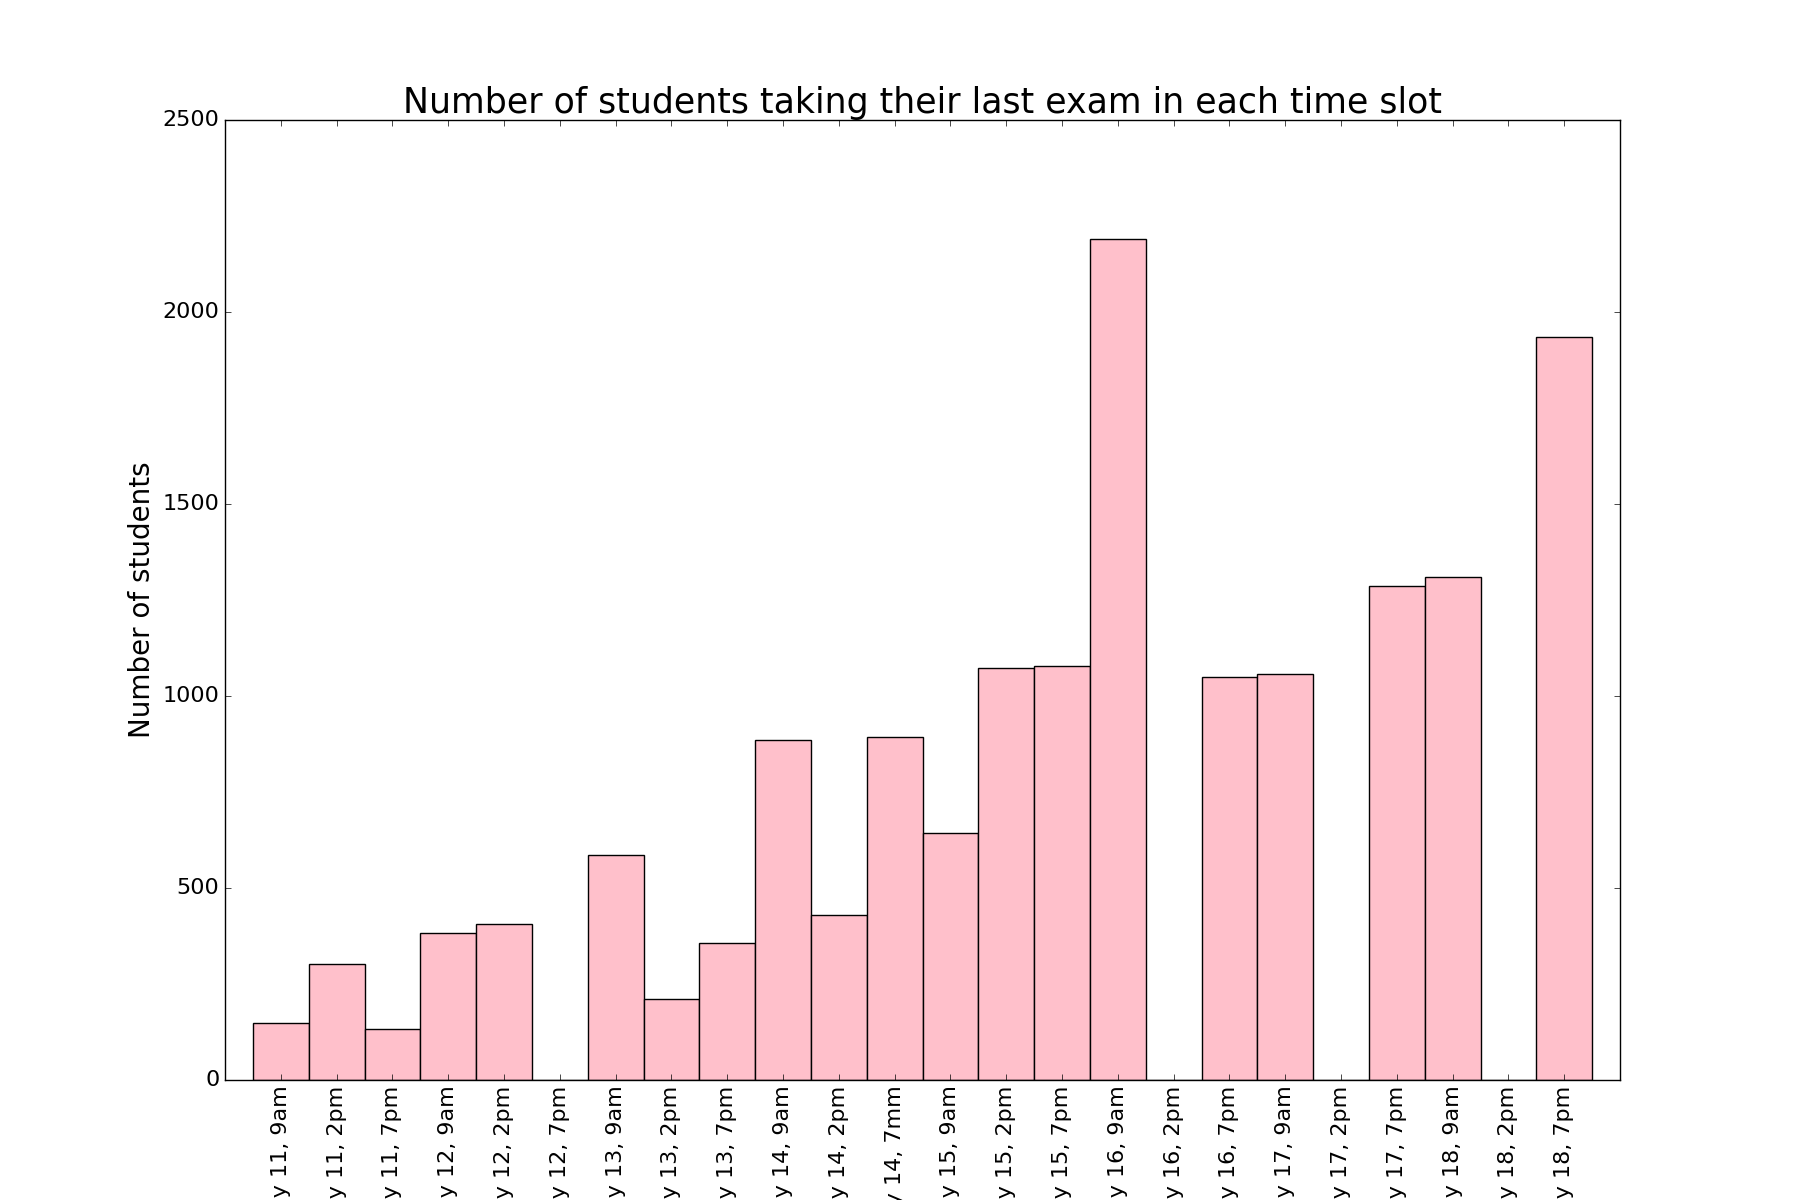 Number of students taking their last exam in each time slot
Number of students
2500
2000
1500
1000
500
0
y 11, 9am
y 11, 2pm
y 11, 7pm
y 12, 9am
y 12, 2pm
y 12, 7pm
y 13, 9am
y 13, 2pm
y 13, 7pm
y 14, 9am
y 14, 2pm
y 14, 7mm
y 15, 9am
y 15, 2pm
y 15, 7pm
y 16, 9am
y 16, 2pm
y 16, 7pm
y 17, 9am
y 17, 2pm
y 17, 7pm
y 18, 9am
y 18, 2pm
y 18, 7pm